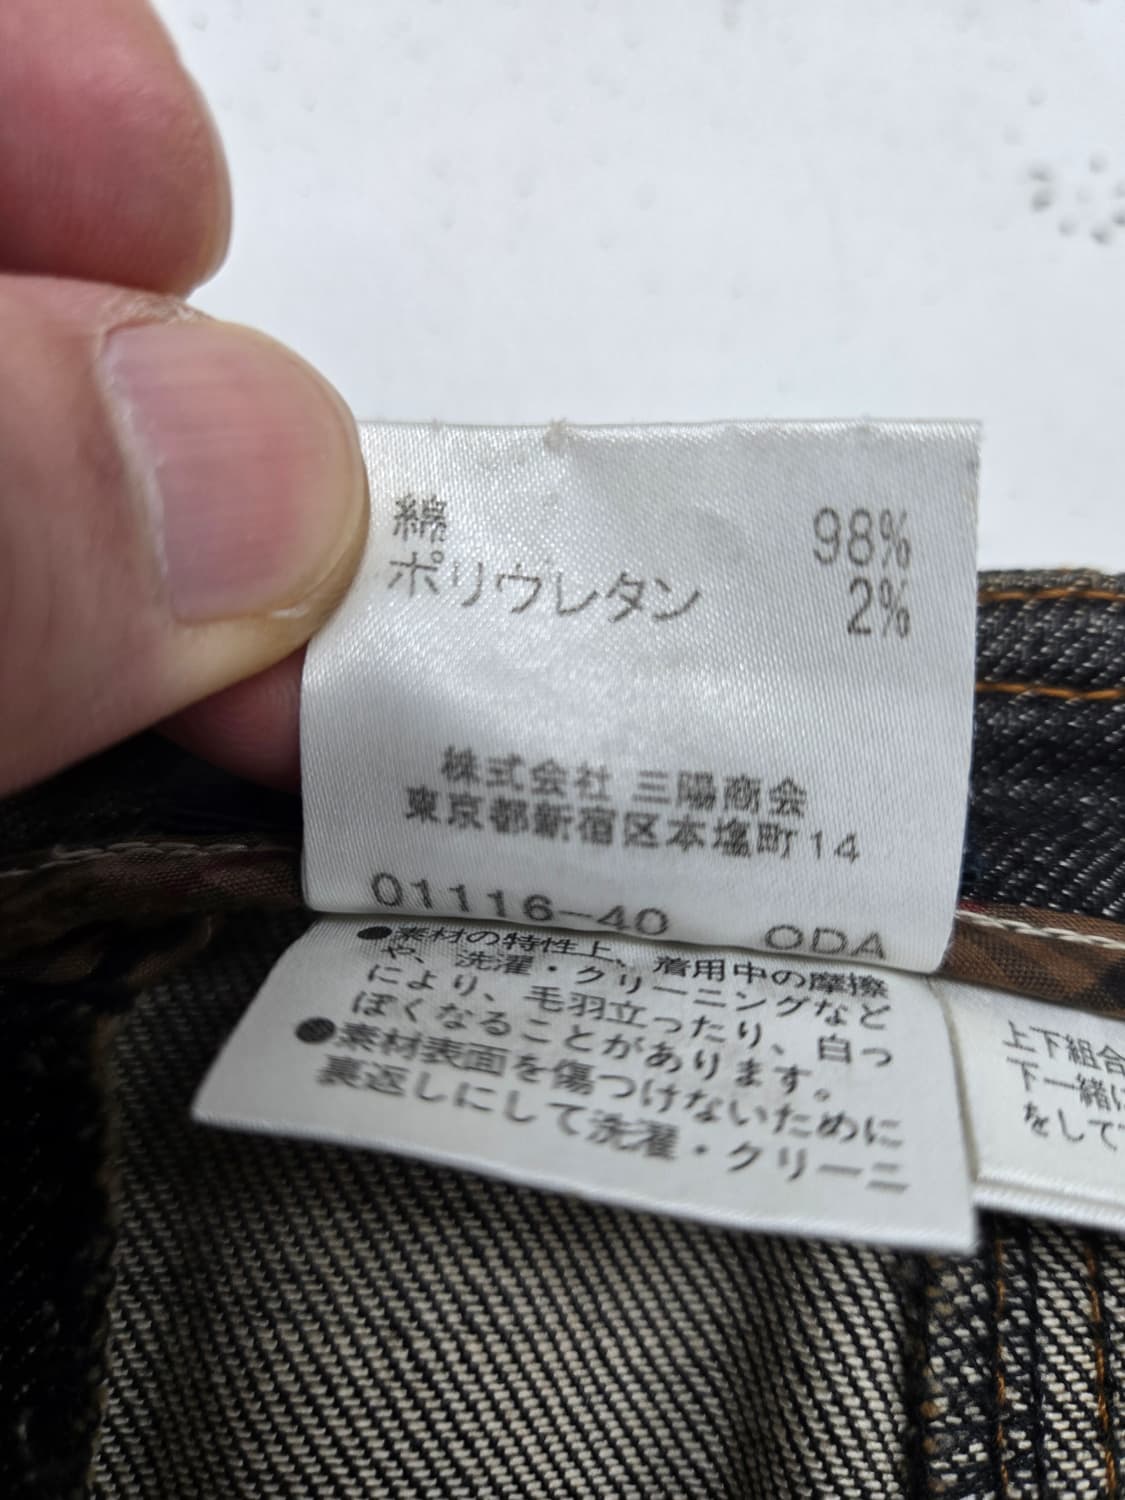 綿 98%
ポリウレタン 2%
株式会社 三陽商会
東京都新宿区本塩町14
01116-40 ODA
●素材の特性上、着用中の摩擦
や、洗濯・クリーニングなど
により、毛羽立ったり、白っ
ぽくなることがあります。
●素材表面を傷つけないために
裏返しにして洗濯・クリーニ
上下組合
下一緒に
をして